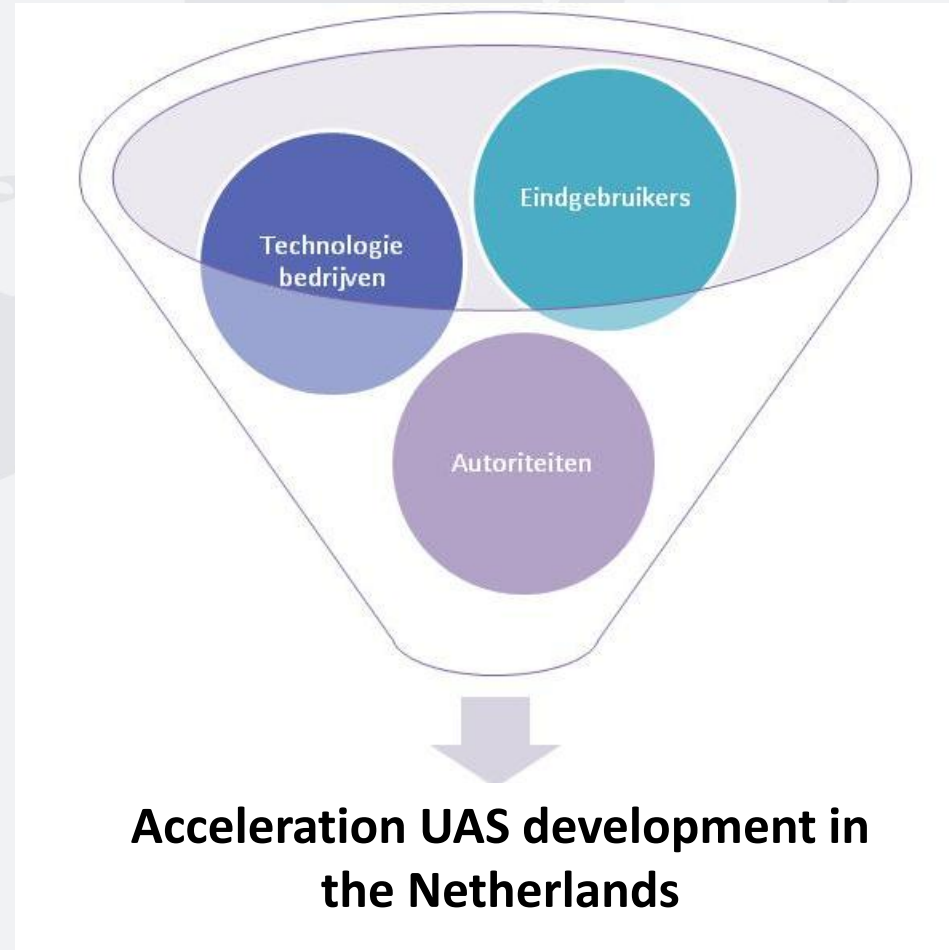 Eindgebruikers
Technologie
bedrijven
Autoriteiten
Acceleration UAS development in
the Netherlands